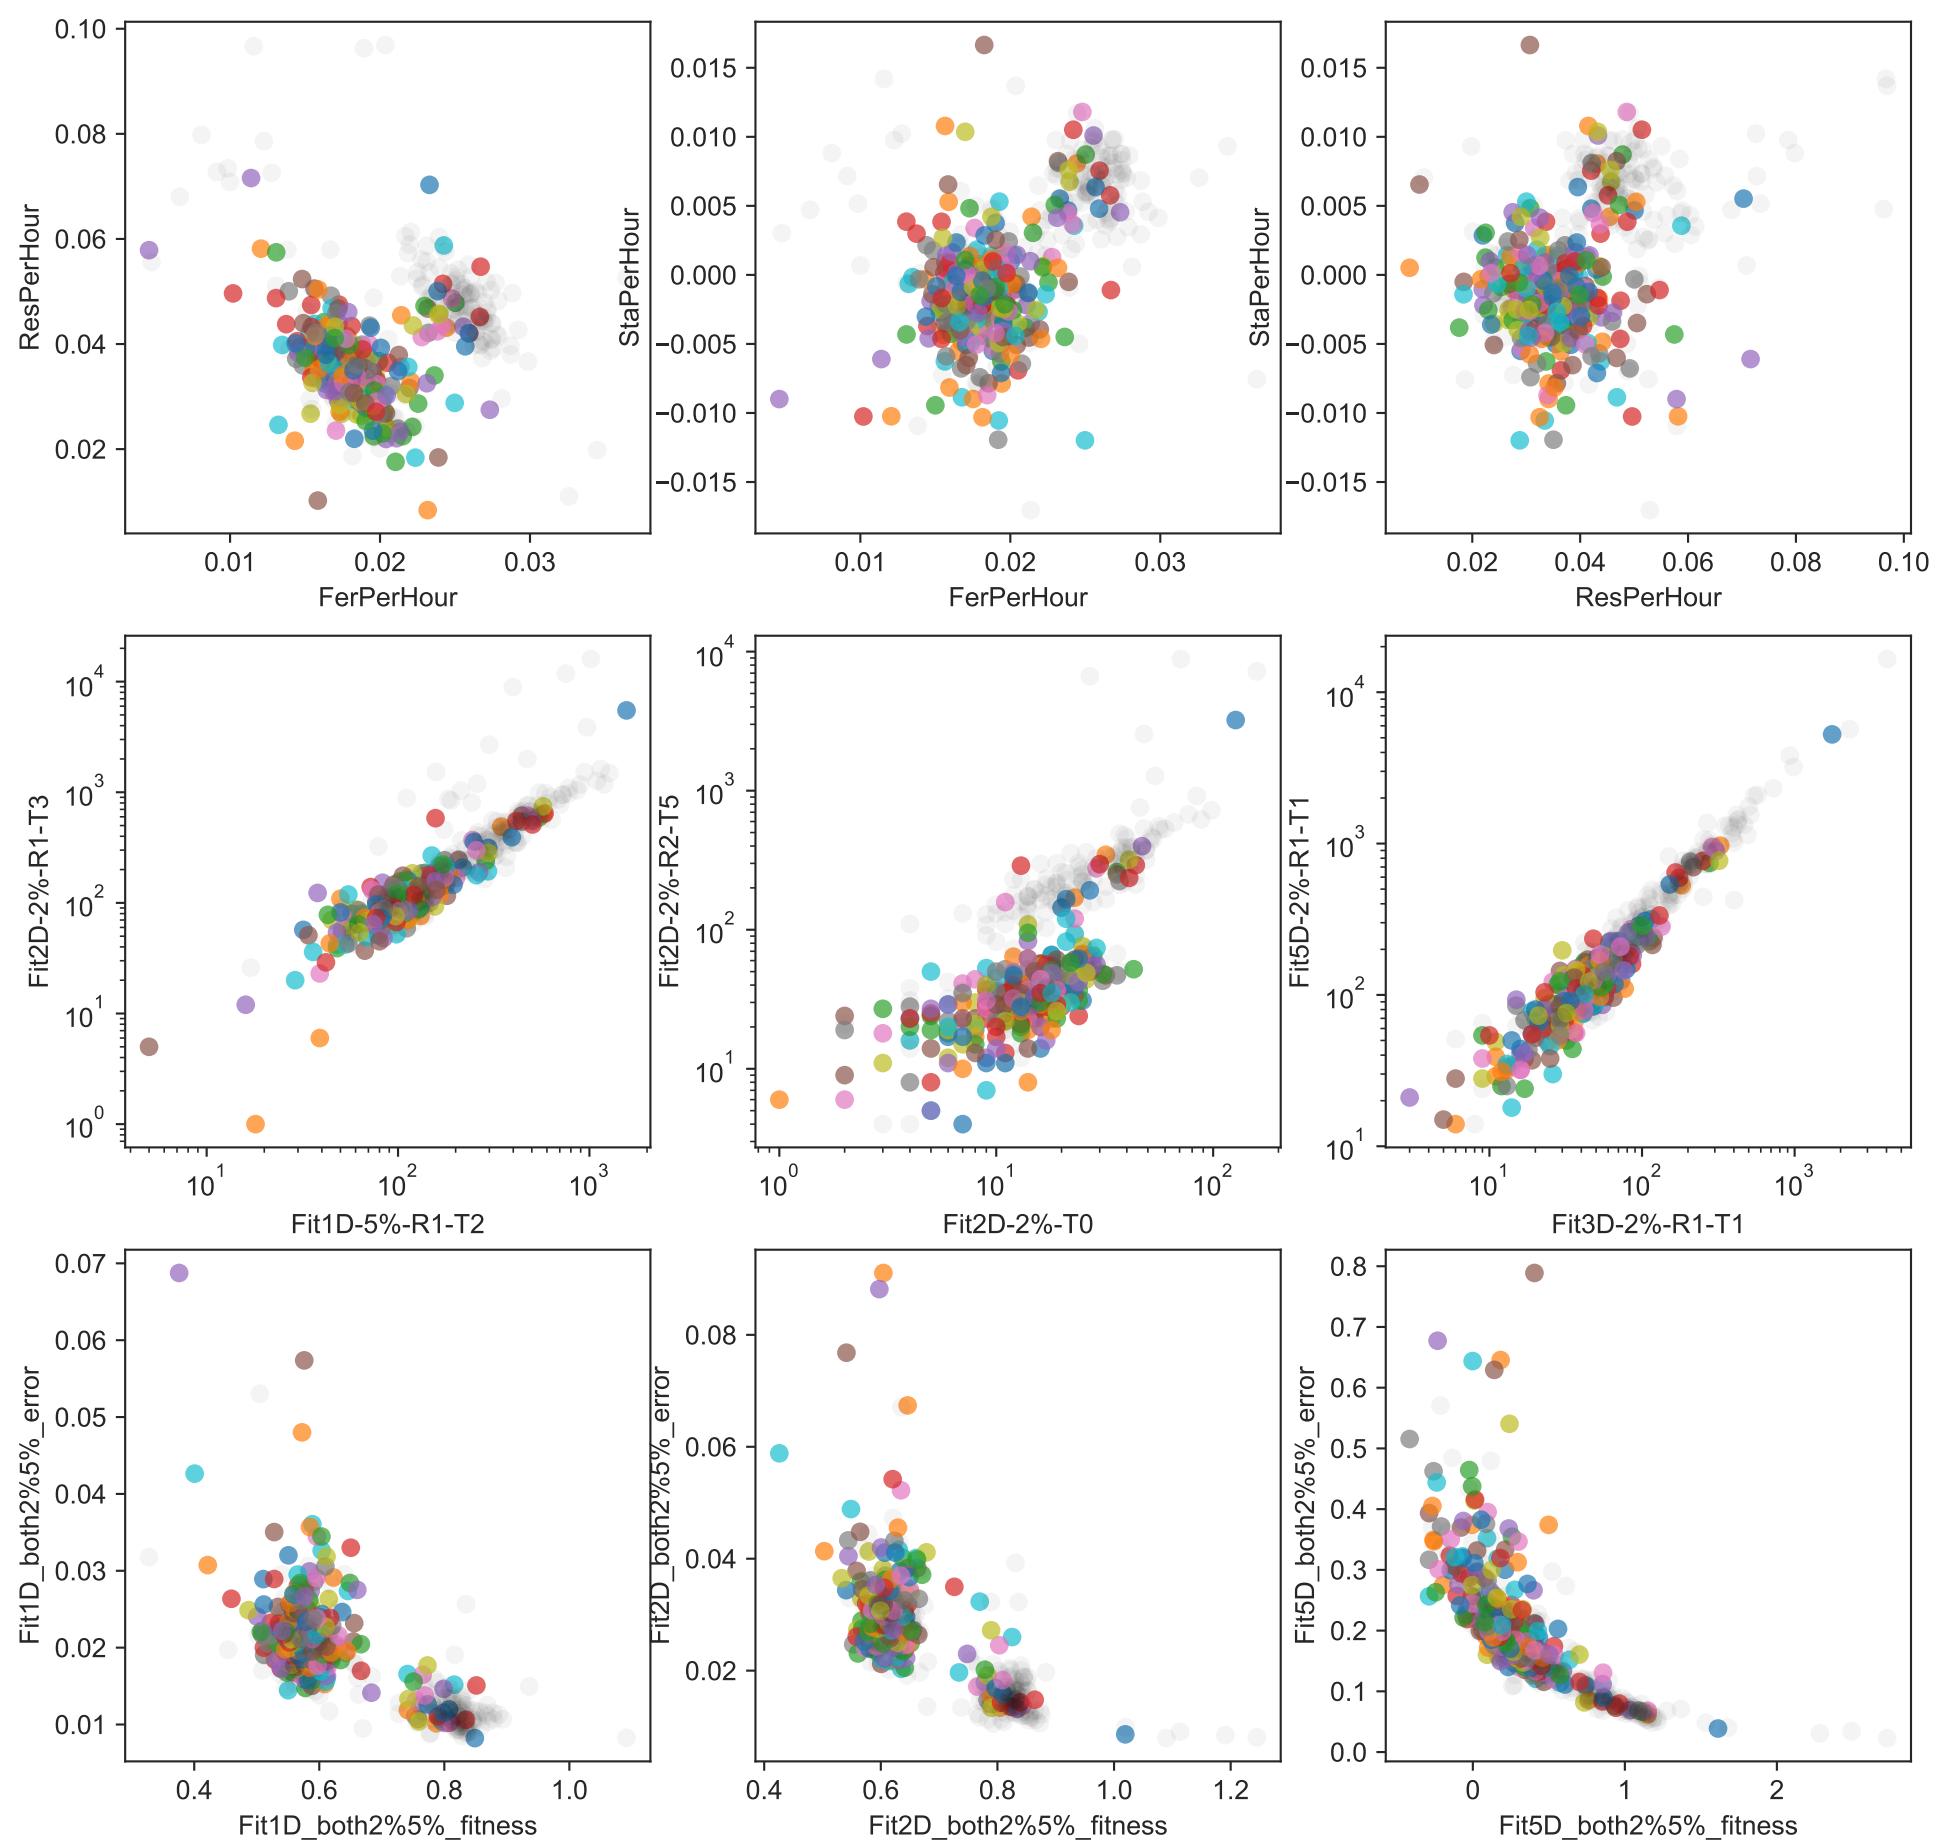 0.10
0.08
0.06
0.04
0.02
ResPerHour
0.01 0.02 0.03
FerPerHour
0.015
0.010
0.005
0.000
−0.005
−0.010
−0.015
StaPerHour
0.01 0.02 0.03
FerPerHour
0.015
0.010
0.005
0.000
−0.005
−0.010
−0.015
StaPerHour
0.02 0.04 0.06 0.08 0.10
ResPerHour
10^4
10^3
10^2
10^1
10^0
Fit2D-2%-R1-T3
10^1 10^2 10^3
Fit1D-5%-R1-T2
10^4
10^3
10^2
10^1
Fit2D-2%-R2-T5
10^0 10^1 10^2
Fit2D-2%-T0
10^4
10^3
10^2
10^1
Fit5D-2%-R1-T1
10^1 10^2 10^3
Fit3D-2%-R1-T1
0.07
0.06
0.05
0.04
0.03
0.02
0.01
Fit1D_both2%5%_error
0.4 0.6 0.8 1.0
Fit1D_both2%5%_fitness
0.08
0.06
0.04
0.02
Fit2D_both2%5%_error
0.4 0.6 0.8 1.0 1.2
Fit2D_both2%5%_fitness
0.8
0.7
0.6
0.5
0.4
0.3
0.2
0.1
0.0
Fit5D_both2%5%_error
0 1 2
Fit5D_both2%5%_fitness